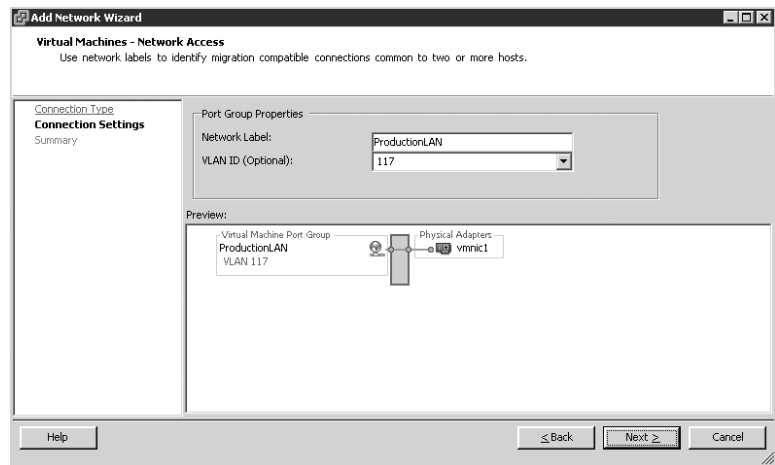 Add Network Wizard
Virtual Machines - Network Access
Use network labels to identify migration compatible connections common to two or more hosts.
Connection Type
Connection Settings
Summary
Port Group Properties
Network Label:
ProductionLAN
VLAN ID (Optional):
117
Preview:
Virtual Machine Port Group
ProductionLAN
VLAN 117
Physical Adapters
vmnic1
Help
≤Back
Next ≥
Cancel